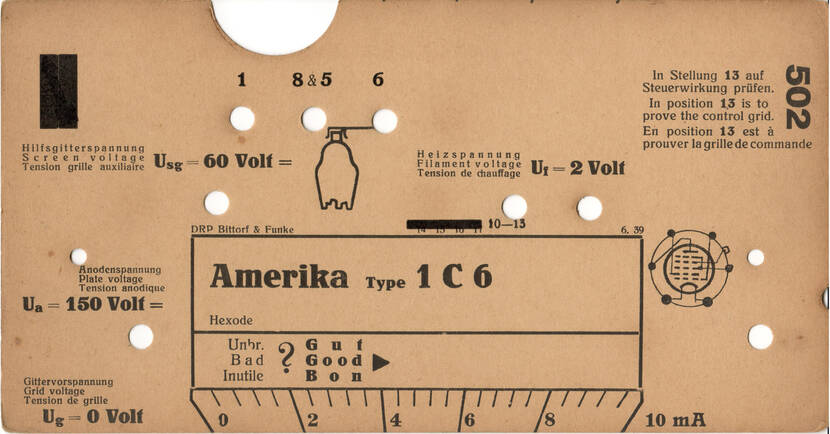 1 8 & 5 6
In Stellung 13 auf
Steuerwirkung prüfen.
In position 13 is to
prove the control grid.
En position 13 est à
prouver la grille de commande
502
Hilfsgitterspannung
Screen voltage
Tension grille auxiliaire
Usg = 60 Volt =
Heizspannung
Filament voltage
Tension de chauffage
Uf = 2 Volt
10—13
DRP Bittorf & Funke
6. 39
Anodenspannung
Plate voltage
Tension anodique
Ua = 150 Volt =
Amerika Type 1 C 6
Hexode
Unbr. ? Gut
Bad Good
Inutile Bon
Gittervorspannung
Grid voltage
Tension de grille
Ug = 0 Volt
0 2 4 6 8 10 mA